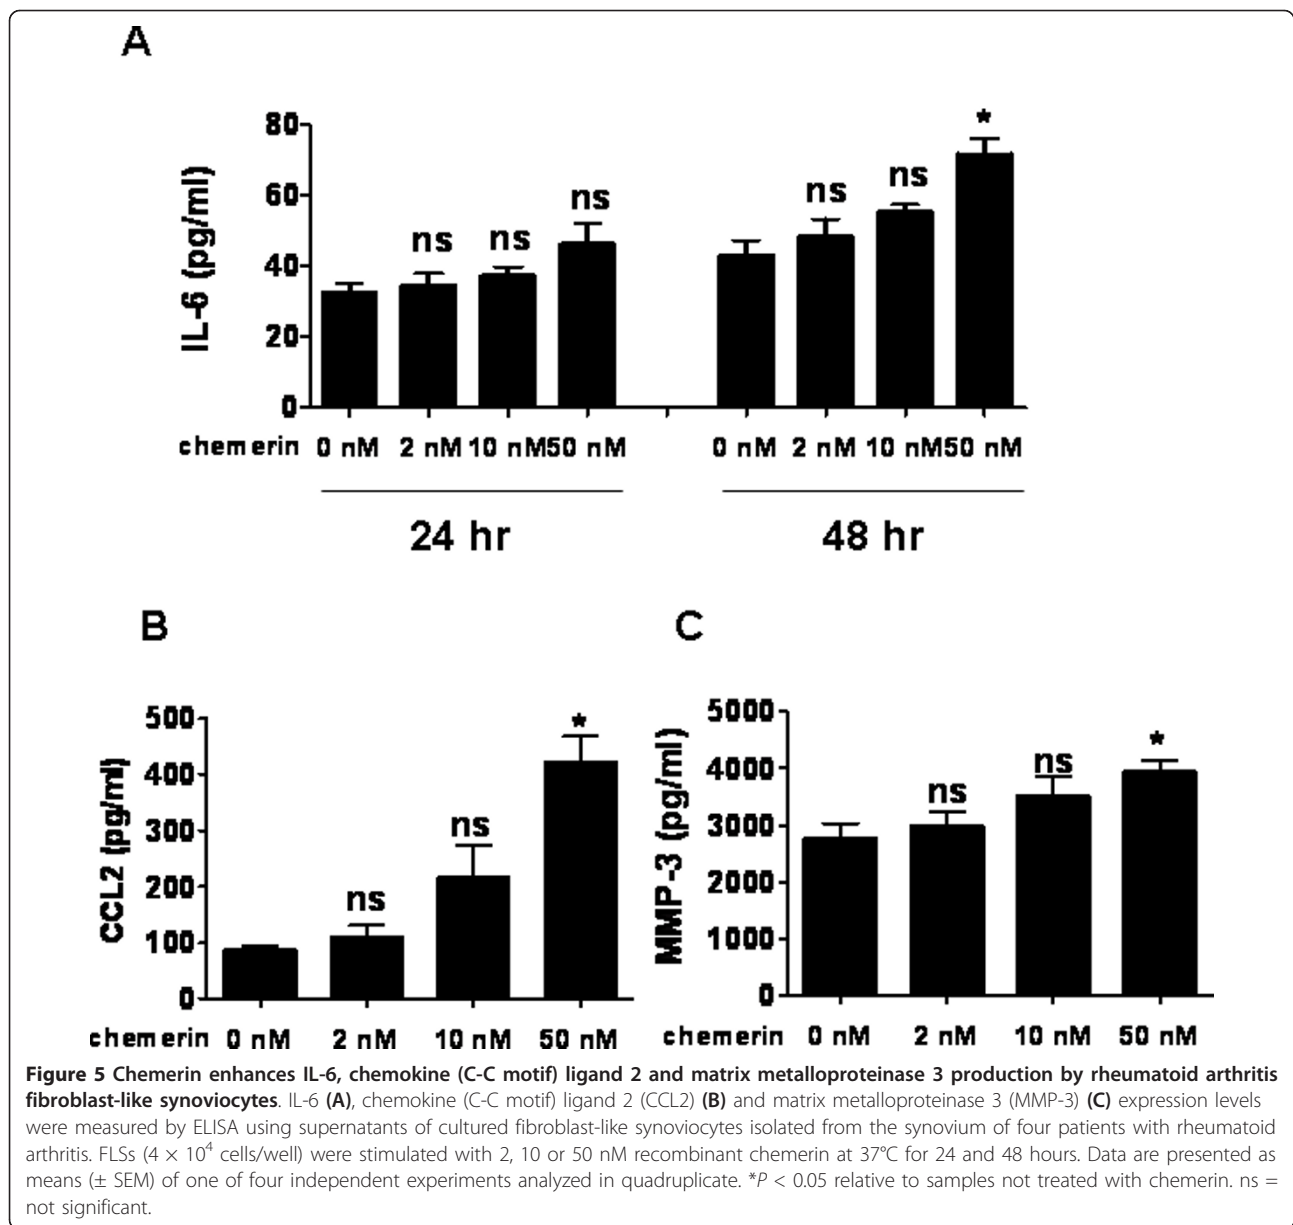 A
80
60
40
20
0
IL-6 (pg/ml)
ns ns ns ns ns *
chemerin 0 nM 2 nM 10 nM 50 nM 0 nM 2 nM 10 nM 50 nM
24 hr 48 hr
B
500
400
300
200
100
0
CCL2 (pg/ml)
ns ns *
chemerin 0 nM 2 nM 10 nM 50 nM
C
5000
4000
3000
2000
1000
0
MMP-3 (pg/ml)
ns ns *
chemerin 0 nM 2 nM 10 nM 50 nM
Figure 5 Chemerin enhances IL-6, chemokine (C-C motif) ligand 2 and matrix metalloproteinase 3 production by rheumatoid arthritis
fibroblast-like synoviocytes. IL-6 (A), chemokine (C-C motif) ligand 2 (CCL2) (B) and matrix metalloproteinase 3 (MMP-3) (C) expression levels
were measured by ELISA using supernatants of cultured fibroblast-like synoviocytes isolated from the synovium of four patients with rheumatoid
arthritis. FLSs (4 × 10⁴ cells/well) were stimulated with 2, 10 or 50 nM recombinant chemerin at 37°C for 24 and 48 hours. Data are presented as
means (± SEM) of one of four independent experiments analyzed in quadruplicate. *P < 0.05 relative to samples not treated with chemerin. ns =
not significant.